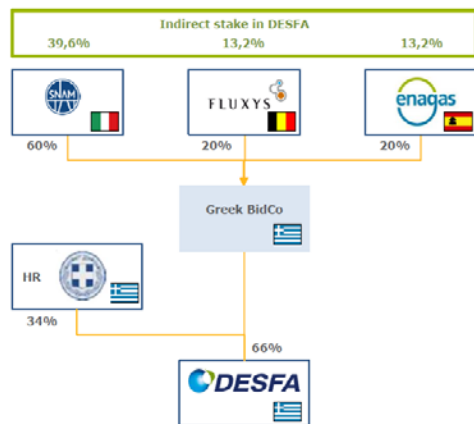 Indirect stake in DESFA
39,6% 13,2% 13,2%
SNAM
FLUXYS
enagas
60% 20% 20%
Greek BidCo
HR
34%
66%
DESFA